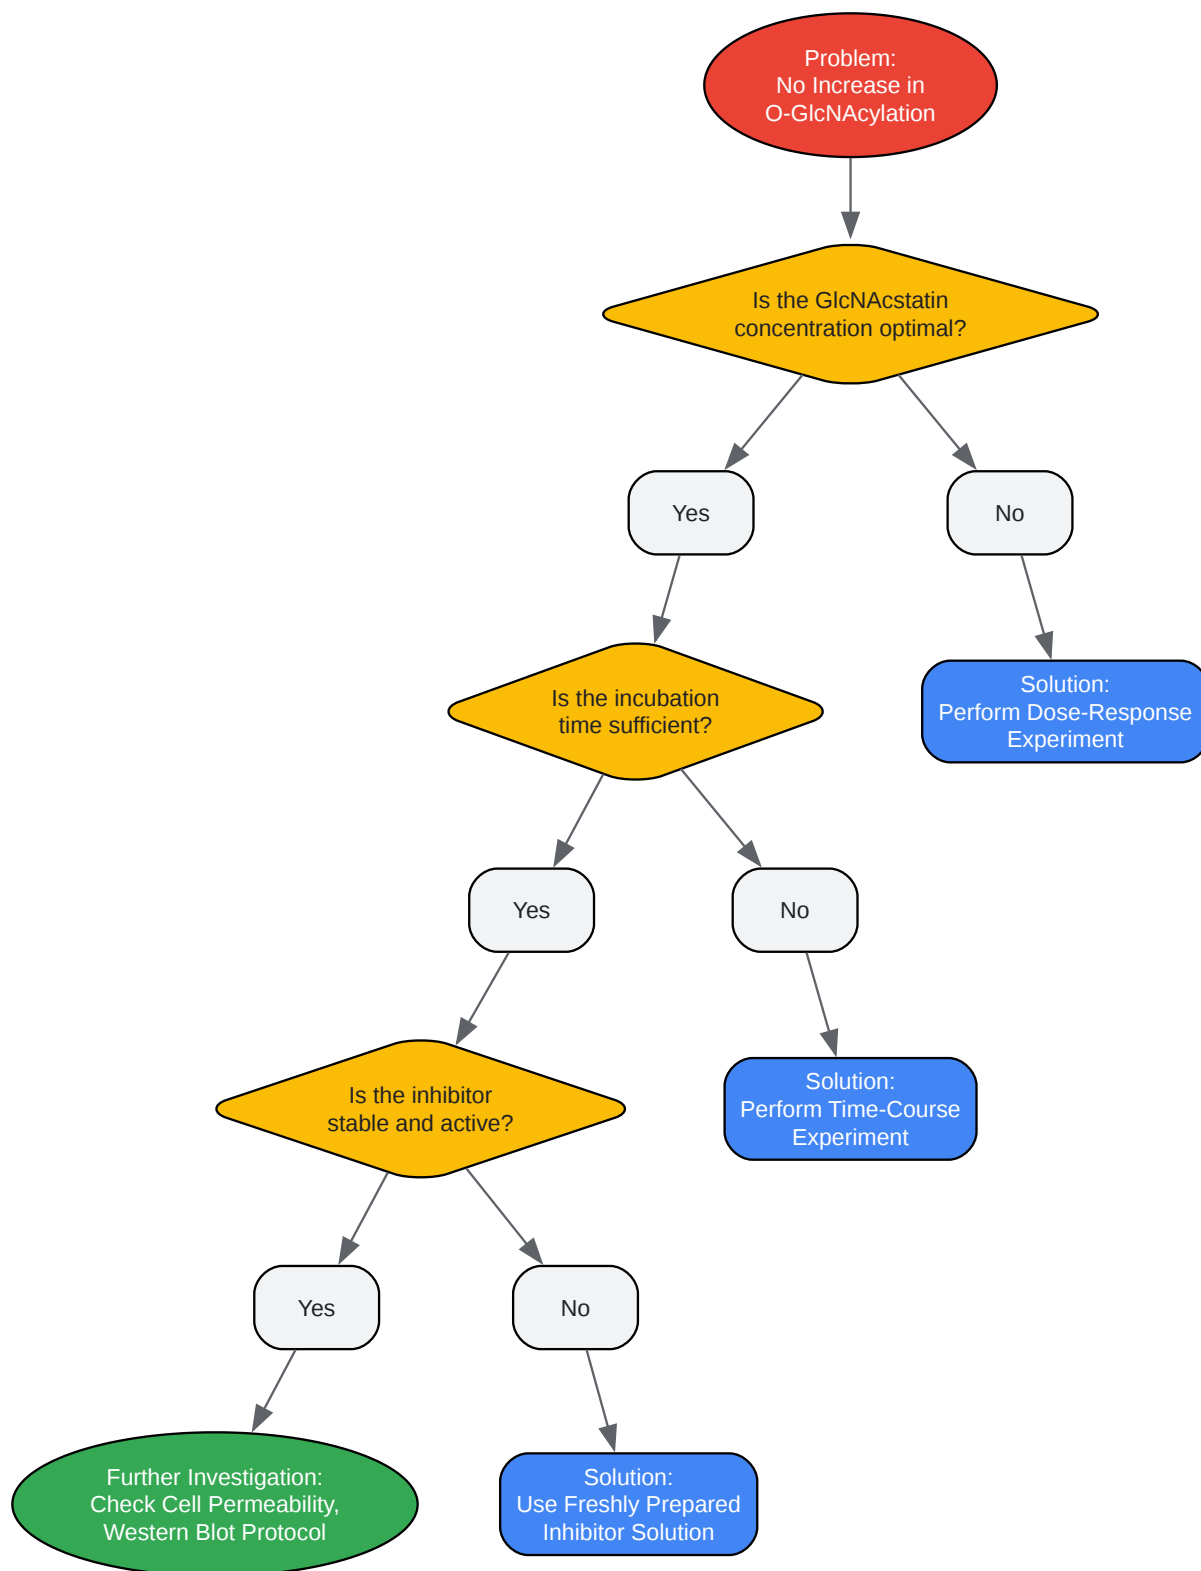 Problem:
No Increase in
O-GlcNAcylation
Is the GlcNAcstatin
concentration optimal?
Yes
No
Solution:
Perform Dose-Response
Experiment
Is the incubation
time sufficient?
Yes
No
Solution:
Perform Time-Course
Experiment
Is the inhibitor
stable and active?
Yes
No
Further Investigation:
Check Cell Permeability,
Western Blot Protocol
Solution:
Use Freshly Prepared
Inhibitor Solution